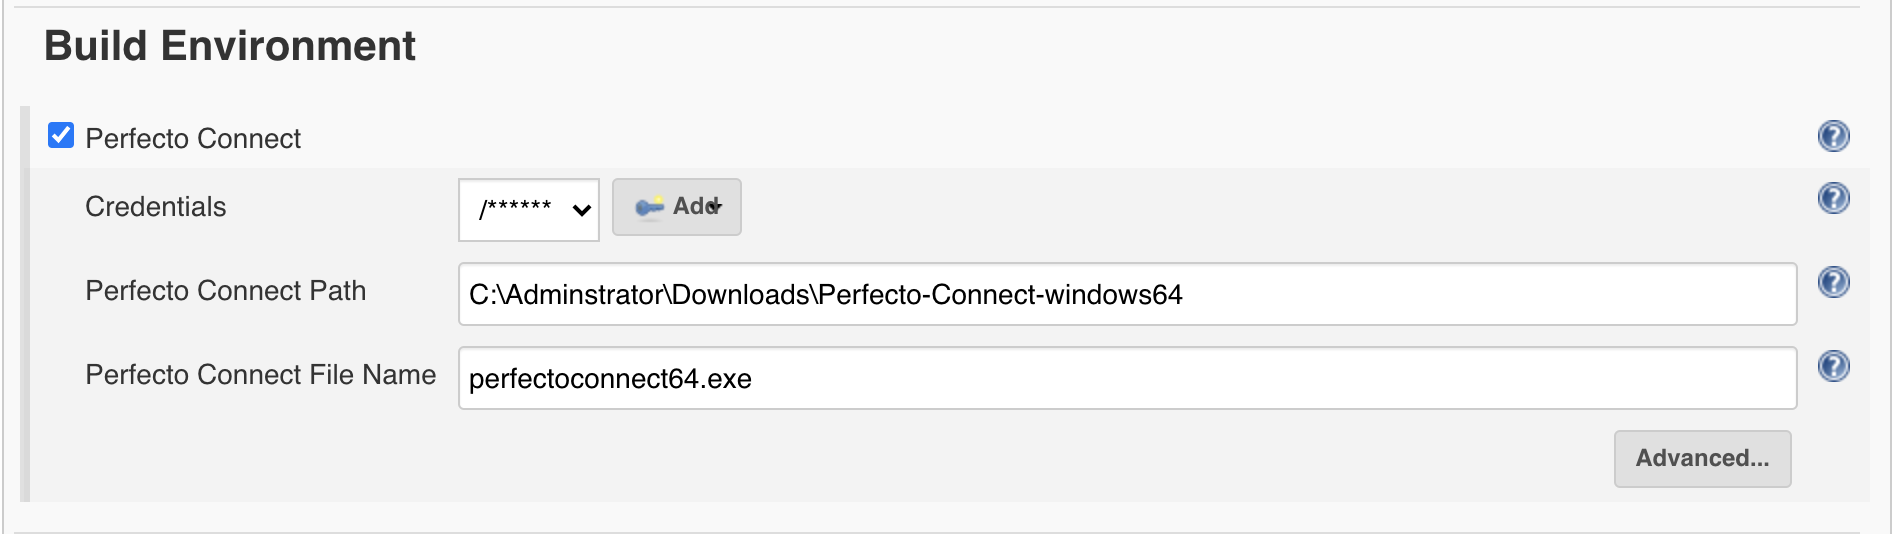 Build Environment
Perfecto Connect
Credentials /****** Add
Perfecto Connect Path C:\Adminstrator\Downloads\Perfecto-Connect-windows64
Perfecto Connect File Name perfectoconnect64.exe
Advanced...